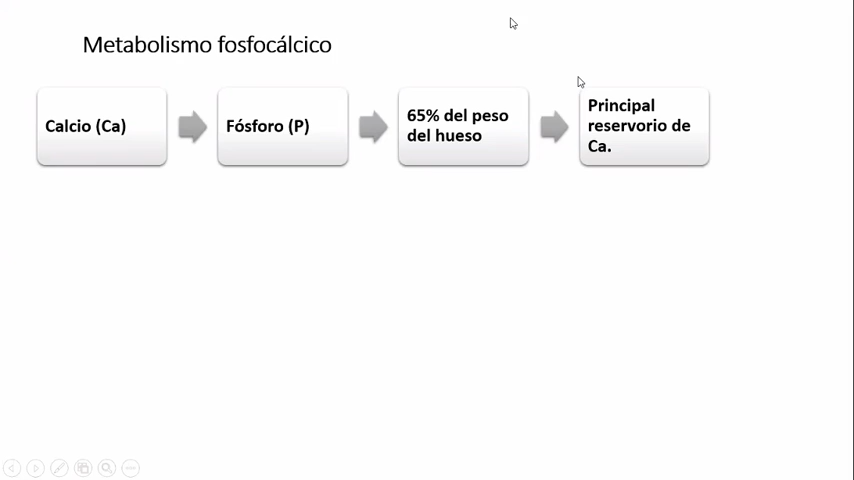 Metabolismo fosfocálcico
Calcio (Ca)
Fósforo (P)
65% del peso
del hueso
Principal
reservorio de
Ca.